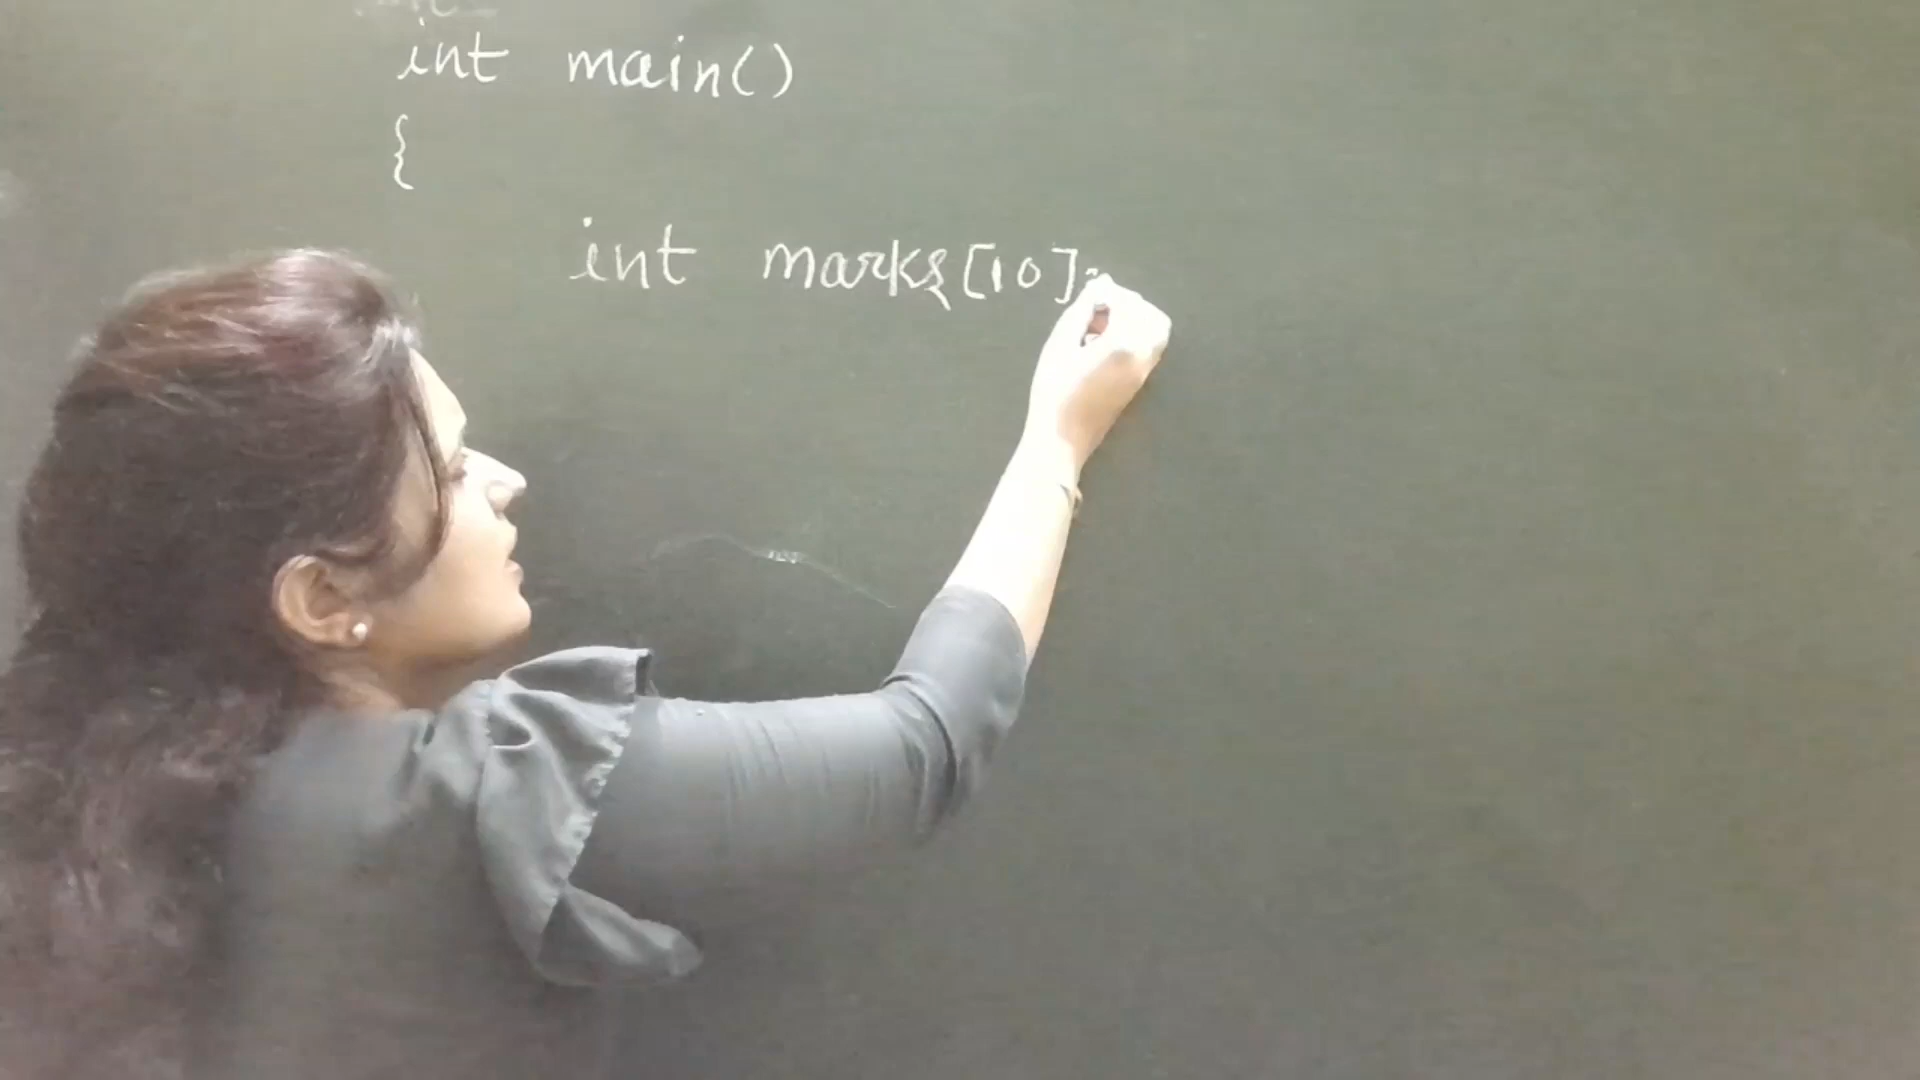 int main()
{
int marks[10];